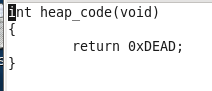 int heap_code(void)
{
        return 0xDEAD;
}